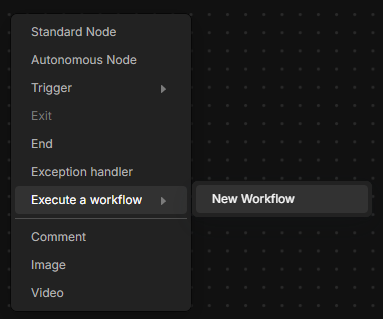 Standard Node
Autonomous Node
Trigger
Exit
End
Exception handler
Execute a workflow
New Workflow
Comment
Image
Video